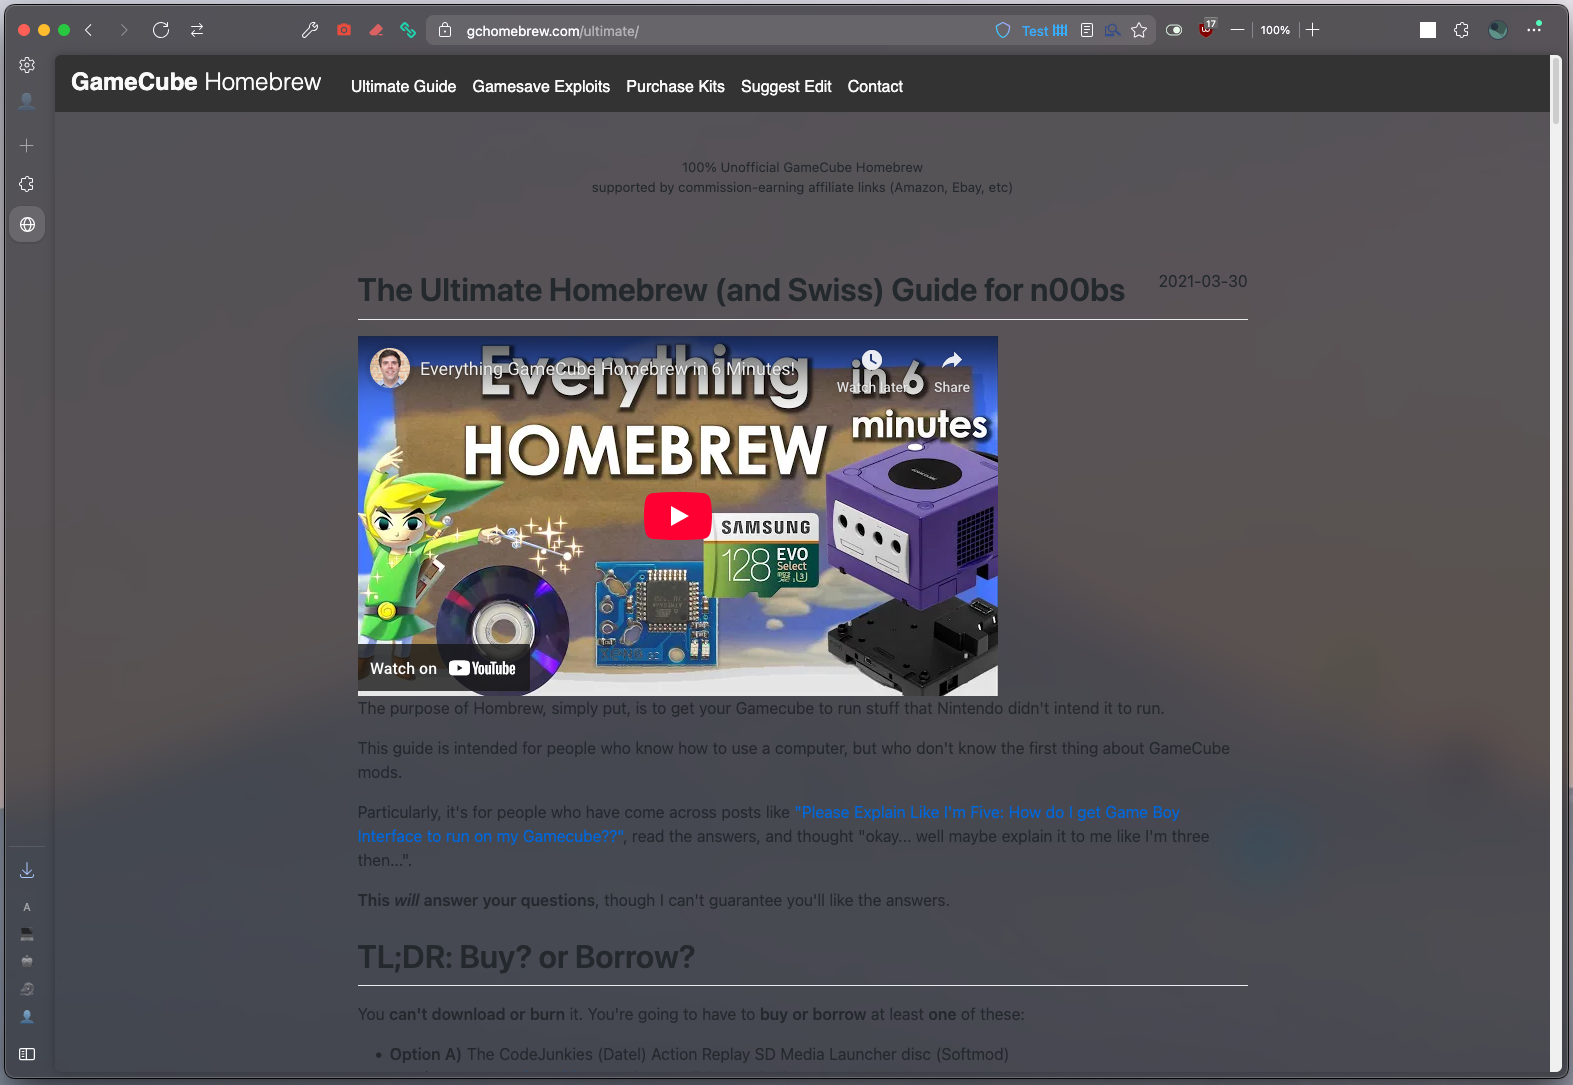 gchomebrew.com/ultimate/
Test
17
100%
GameCube Homebrew
Ultimate Guide
Gamesave Exploits
Purchase Kits
Suggest Edit
Contact
100% Unofficial GameCube Homebrew
supported by commission-earning affiliate links (Amazon, Ebay, etc)
The Ultimate Homebrew (and Swiss) Guide for n00bs
2021-03-30
Everything GameCube Homebrew in 6 Minutes!
Watch later
Share
Everything
in 6
minutes
HOMEBREW
SAMSUNG
128 EVO
Select
Watch on YouTube
The purpose of Hombrew, simply put, is to get your Gamecube to run stuff that Nintendo didn't intend it to run.
This guide is intended for people who know how to use a computer, but who don't know the first thing about GameCube
mods.
Particularly, it's for people who have come across posts like "Please Explain Like I'm Five: How do I get Game Boy
Interface to run on my Gamecube??", read the answers, and thought "okay... well maybe explain it to me like I'm three
then...".
This will answer your questions, though I can't guarantee you'll like the answers.
TL;DR: Buy? or Borrow?
You can't download or burn it. You're going to have to buy or borrow at least one of these:
• Option A) The CodeJunkies (Datel) Action Replay SD Media Launcher disc (Softmod)
A